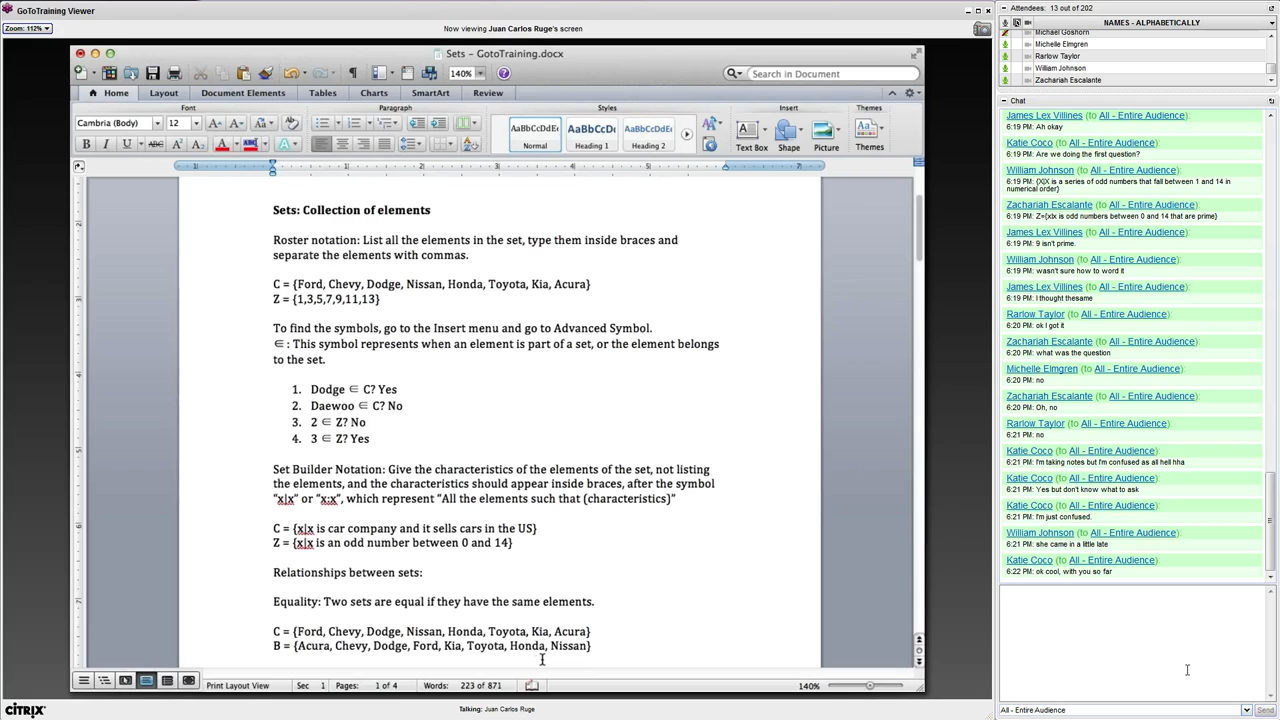 GoToTraining Viewer
Zoom: 112%
Now viewing Juan Carlos Ruge's screen
Sets – GotoTraining.docx
140%
Search in Document
Home
Layout
Document Elements
Tables
Charts
SmartArt
Review
Font
Paragraph
Styles
Insert
Themes
Cambria (Body)
12
AaBbCcDdEe
AaBbCcDc
AaBbCcDdEe
Normal
Heading 1
Heading 2
Text Box
Shape
Picture
Themes
Sets: Collection of elements
Roster notation: List all the elements in the set, type them inside braces and
separate the elements with commas.
C = {Ford, Chevy, Dodge, Nissan, Honda, Toyota, Kia, Acura}
Z = {1,3,5,7,9,11,13}
To find the symbols, go to the Insert menu and go to Advanced Symbol.
∈ : This symbol represents when an element is part of a set, or the element belongs
to the set.
1. Dodge ∈ C? Yes
2. Daewoo ∈ C? No
3. 2 ∈ Z? No
4. 3 ∈ Z? Yes
Set Builder Notation: Give the characteristics of the elements of the set, not listing
the elements, and the characteristics should appear inside braces, after the symbol
“x|x” or “x:x”, which represent “All the elements such that (characteristics)”
C = {x|x is car company and it sells cars in the US}
Z = {x|x is an odd number between 0 and 14}
Relationships between sets:
Equality: Two sets are equal if they have the same elements.
C = {Ford, Chevy, Dodge, Nissan, Honda, Toyota, Kia, Acura}
B = {Acura, Chevy, Dodge, Ford, Kia, Toyota, Honda, Nissan}
Print Layout View
Sec 1
Pages: 1 of 4
Words: 223 of 871
140%
CITRIX
Talking: Juan Carlos Ruge
Attendees: 13 out of 202
NAMES - ALPHABETICALLY
Michael Goshorn
Michelle Elmgren
Rarlow Taylor
William Johnson
Zachariah Escalante
Chat
James Lex Villines (to All - Entire Audience):
6:19 PM: Ah okay
Katie Coco (to All - Entire Audience):
6:19 PM: Are we doing the first question?
William Johnson (to All - Entire Audience):
6:19 PM: {X|X is a series of odd numbers that fall between 1 and 14 in
numerical order}
Zachariah Escalante (to All - Entire Audience):
6:19 PM: Z={xIx is odd numbers between 0 and 14 that are prime}
James Lex Villines (to All - Entire Audience):
6:19 PM: 9 isn't prime.
William Johnson (to All - Entire Audience):
6:19 PM: wasn't sure how to word it
James Lex Villines (to All - Entire Audience):
6:19 PM: I thought thesame
Rarlow Taylor (to All - Entire Audience):
6:20 PM: ok I got it
Zachariah Escalante (to All - Entire Audience):
6:20 PM: what was the question
Michelle Elmgren (to All - Entire Audience):
6:20 PM: no
Zachariah Escalante (to All - Entire Audience):
6:20 PM: Oh, no
Rarlow Taylor (to All - Entire Audience):
6:21 PM: no
Katie Coco (to All - Entire Audience):
6:21 PM: I'm taking notes but I'm confused as all hell hha
Katie Coco (to All - Entire Audience):
6:21 PM: Yes but don't know what to ask
Katie Coco (to All - Entire Audience):
6:21 PM: I'm just confused.
William Johnson (to All - Entire Audience):
6:21 PM: she came in a little late
Katie Coco (to All - Entire Audience):
6:22 PM: ok cool, with you so far
All - Entire Audience
Send